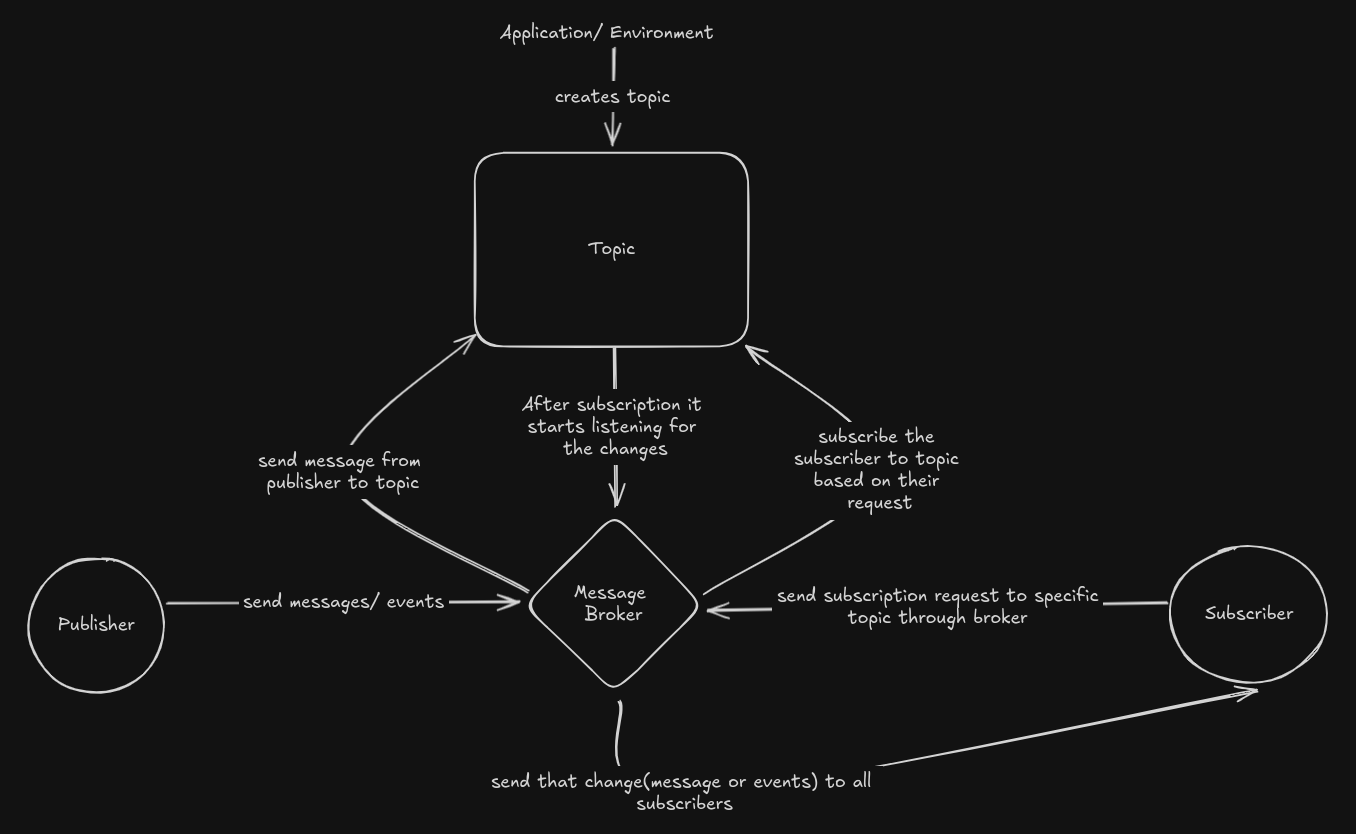 Application/ Environment
creates topic
Topic
After subscription it
starts listening for
the changes
send message from
publisher to topic
subscribe the
subscriber to topic
based on their
request
Publisher
send messages/ events
Message
Broker
send subscription request to specific
topic through broker
Subscriber
send that change(message or events) to all
subscribers